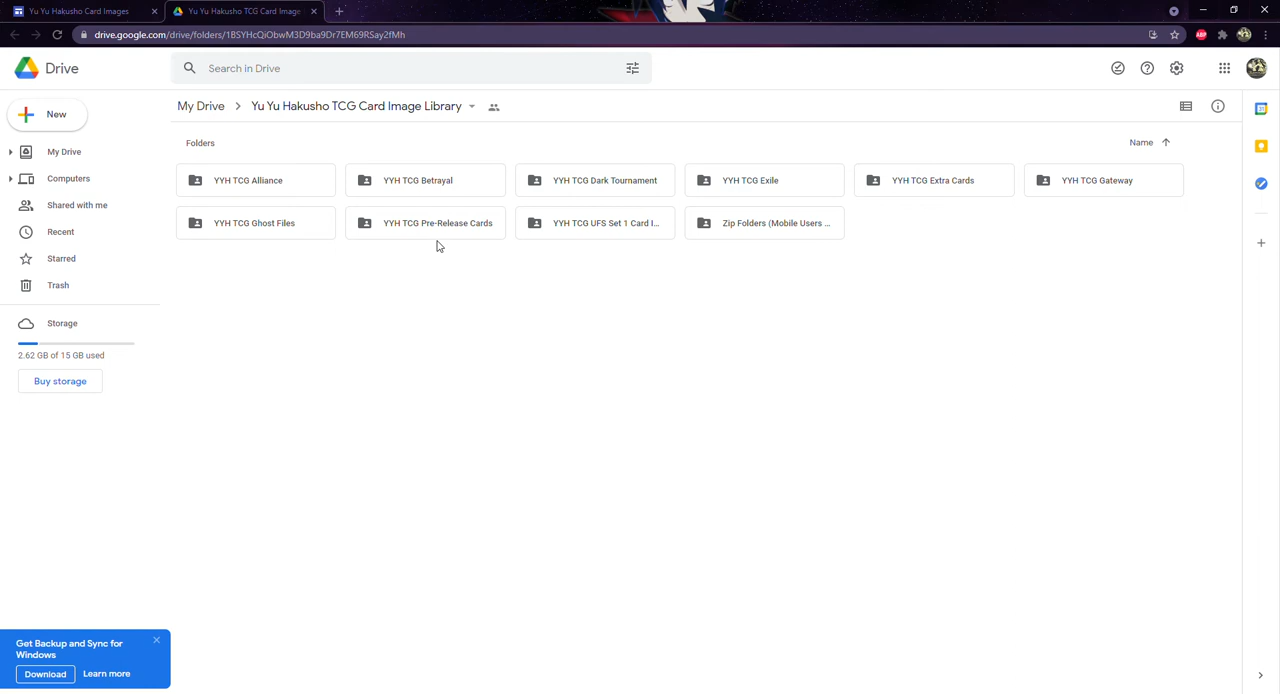 Yu Yu Hakusho Card Images
Yu Yu Hakusho TCG Card Image
drive.google.com/drive/folders/1BSYHcQiObwM3D9ba9Dr7EM69RSay2fMh
ABP
Drive
Search in Drive
New
My Drive
Computers
Shared with me
Recent
Starred
Trash
Storage
2.62 GB of 15 GB used
Buy storage
My Drive > Yu Yu Hakusho TCG Card Image Library
Folders
Name
YYH TCG Alliance
YYH TCG Betrayal
YYH TCG Dark Tournament
YYH TCG Exile
YYH TCG Extra Cards
YYH TCG Gateway
YYH TCG Ghost Files
YYH TCG Pre-Release Cards
YYH TCG UFS Set 1 Card I...
Zip Folders (Mobile Users ...
Get Backup and Sync for
Windows
Download
Learn more